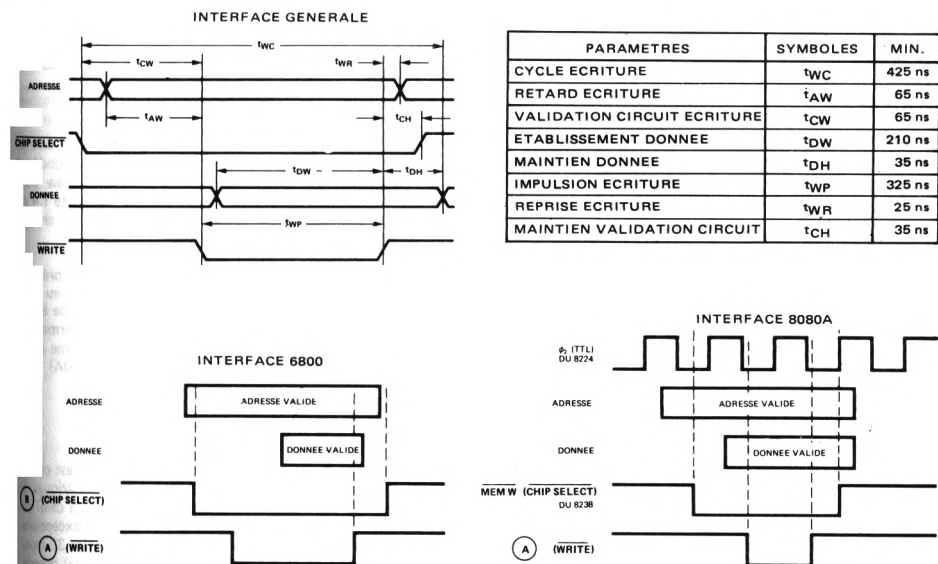 INTERFACE GENERALE
tWC
tCW
tWR
ADRESSE
tAW
tCH
CHIP SELECT
tDW
tDH
DONNEE
tWP
WRITE
PARAMETRES SYMBOLES MIN.
CYCLE ECRITURE tWC 425 ns
RETARD ECRITURE tAW 65 ns
VALIDATION CIRCUIT ECRITURE tCW 65 ns
ETABLISSEMENT DONNEE tDW 210 ns
MAINTIEN DONNEE tDH 35 ns
IMPULSION ECRITURE tWP 325 ns
REPRISE ECRITURE tWR 25 ns
MAINTIEN VALIDATION CIRCUIT tCH 35 ns
INTERFACE 6800
ADRESSE
ADRESSE VALIDE
DONNEE
DONNEE VALIDE
B (CHIP SELECT)
A (WRITE)
INTERFACE 8080A
ϕ2 (TTL)
DU 8224
ADRESSE
ADRESSE VALIDE
DONNEE
DONNEE VALIDE
MEM W (CHIP SELECT)
DU 8238
A (WRITE)